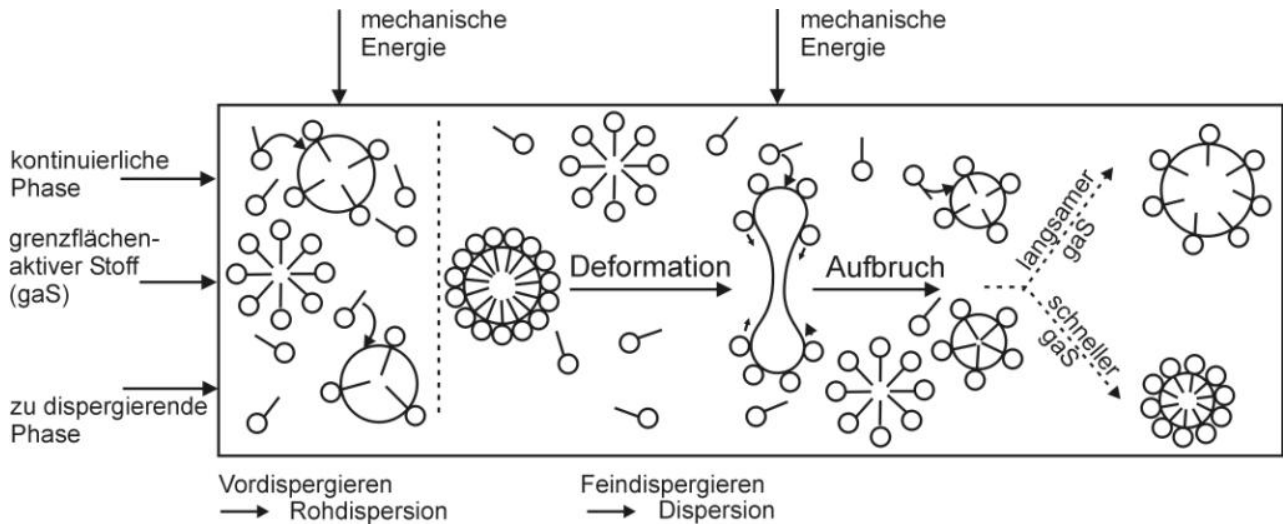 mechanische
Energie
mechanische
Energie
kontinuierliche
Phase
grenzflächen-
aktiver Stoff
(gaS)
zu dispergierende
Phase
Deformation
Aufbruch
langsamer
gaS
schneller
gaS
Vordispergieren
Rohdispersion
Feindispergieren
Dispersion